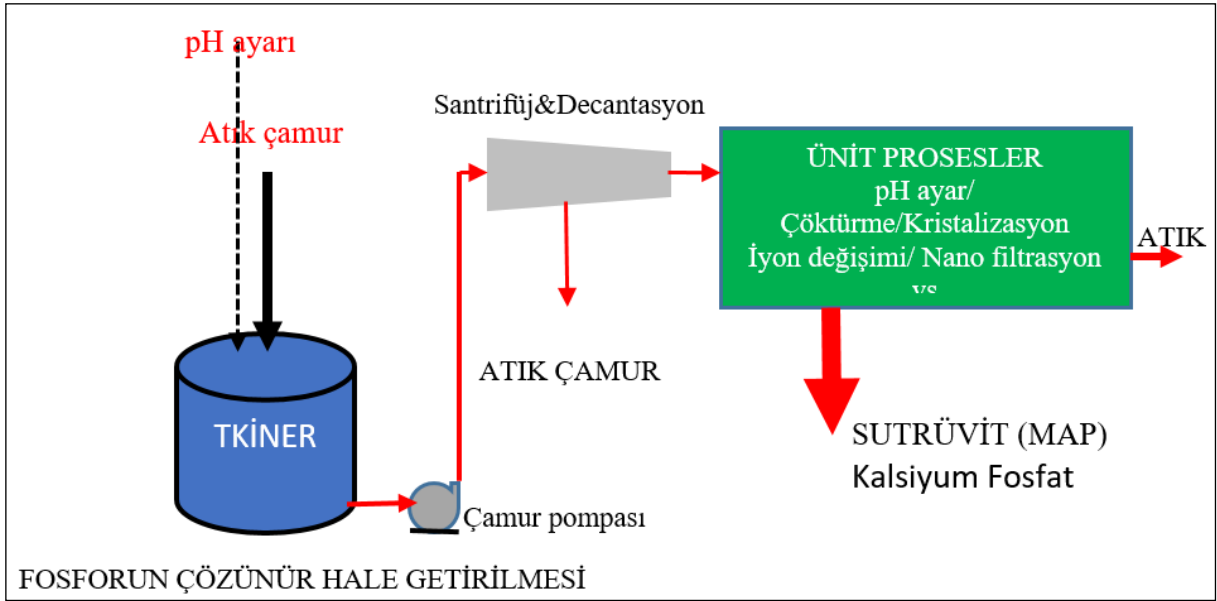 pH ayarı
Atık çamur
Santrifüj&Decantasyon
ÜNİT PROSESLER
pH ayar/
Çöktürme/Kristalizasyon
İyon değişimi/ Nano filtrasyon
vs
ATIK
ATIK ÇAMUR
TKİNER
SUTRÜVİT (MAP)
Kalsiyum Fosfat
Çamur pompası
FOSFORUN ÇÖZÜNÜR HALE GETİRİLMESİ